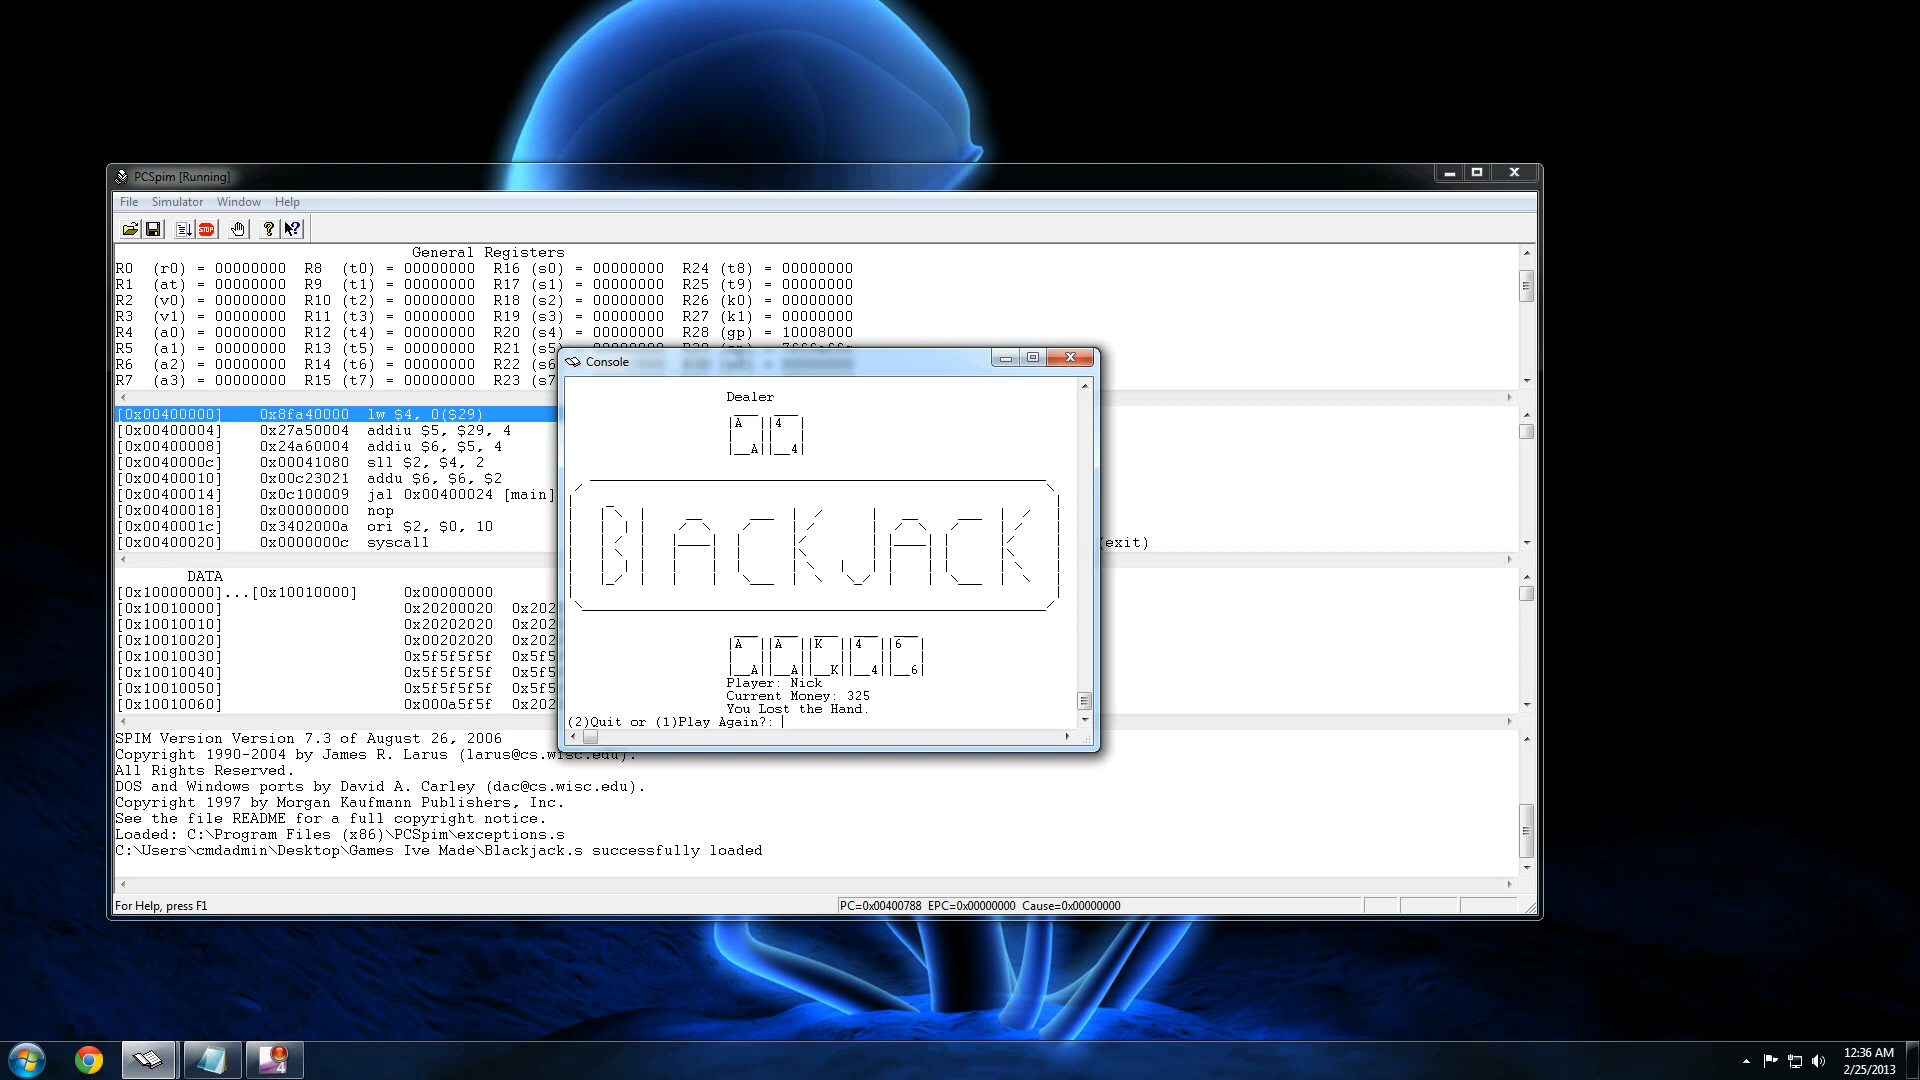 PCSpim [Running]
File Simulator Window Help
General Registers
R0 (r0) = 00000000 R8 (t0) = 00000000 R16 (s0) = 00000000 R24 (t8) = 00000000
R1 (at) = 00000000 R9 (t1) = 00000000 R17 (s1) = 00000000 R25 (t9) = 00000000
R2 (v0) = 00000000 R10 (t2) = 00000000 R18 (s2) = 00000000 R26 (k0) = 00000000
R3 (v1) = 00000000 R11 (t3) = 00000000 R19 (s3) = 00000000 R27 (k1) = 00000000
R4 (a0) = 00000000 R12 (t4) = 00000000 R20 (s4) = 00000000 R28 (gp) = 10008000
R5 (a1) = 00000000 R13 (t5) = 00000000 R21 (s5
R6 (a2) = 00000000 R14 (t6) = 00000000 R22 (s6
R7 (a3) = 00000000 R15 (t7) = 00000000 R23 (s7
[0x00400000] 0x8fa40000 lw $4, 0($29)
[0x00400004] 0x27a50004 addiu $5, $29, 4
[0x00400008] 0x24a60004 addiu $6, $5, 4
[0x0040000c] 0x00041080 sll $2, $4, 2
[0x00400010] 0x00c23021 addu $6, $6, $2
[0x00400014] 0x0c100009 jal 0x00400024 [main]
[0x00400018] 0x00000000 nop
[0x0040001c] 0x3402000a ori $2, $0, 10
[0x00400020] 0x0000000c syscall (exit)
DATA
[0x10000000]...[0x10010000] 0x00000000
[0x10010000] 0x20200020 0x202
[0x10010010] 0x20202020 0x202
[0x10010020] 0x00202020 0x202
[0x10010030] 0x5f5f5f5f 0x5f5
[0x10010040] 0x5f5f5f5f 0x5f5
[0x10010050] 0x5f5f5f5f 0x5f5
[0x10010060] 0x000a5f5f 0x202
SPIM Version Version 7.3 of August 26, 2006
Copyright 1990-2004 by James R. Larus (larus@cs.wisc.edu).
All Rights Reserved.
DOS and Windows ports by David A. Carley (dac@cs.wisc.edu).
Copyright 1997 by Morgan Kaufmann Publishers, Inc.
See the file README for a full copyright notice.
Loaded: C:\Program Files (x86)\PCSpim\exceptions.s
C:\Users\cmdadmin\Desktop\Games Ive Made\Blackjack.s successfully loaded
For Help, press F1
PC=0x00400788 EPC=0x00000000 Cause=0x00000000
Console
Dealer
A 4
A 4
BlACKJACK
A A K 4 6
A A K 4 6
Player: Nick
Current Money: 325
You Lost the Hand.
(2)Quit or (1)Play Again?:
12:36 AM
2/25/2013